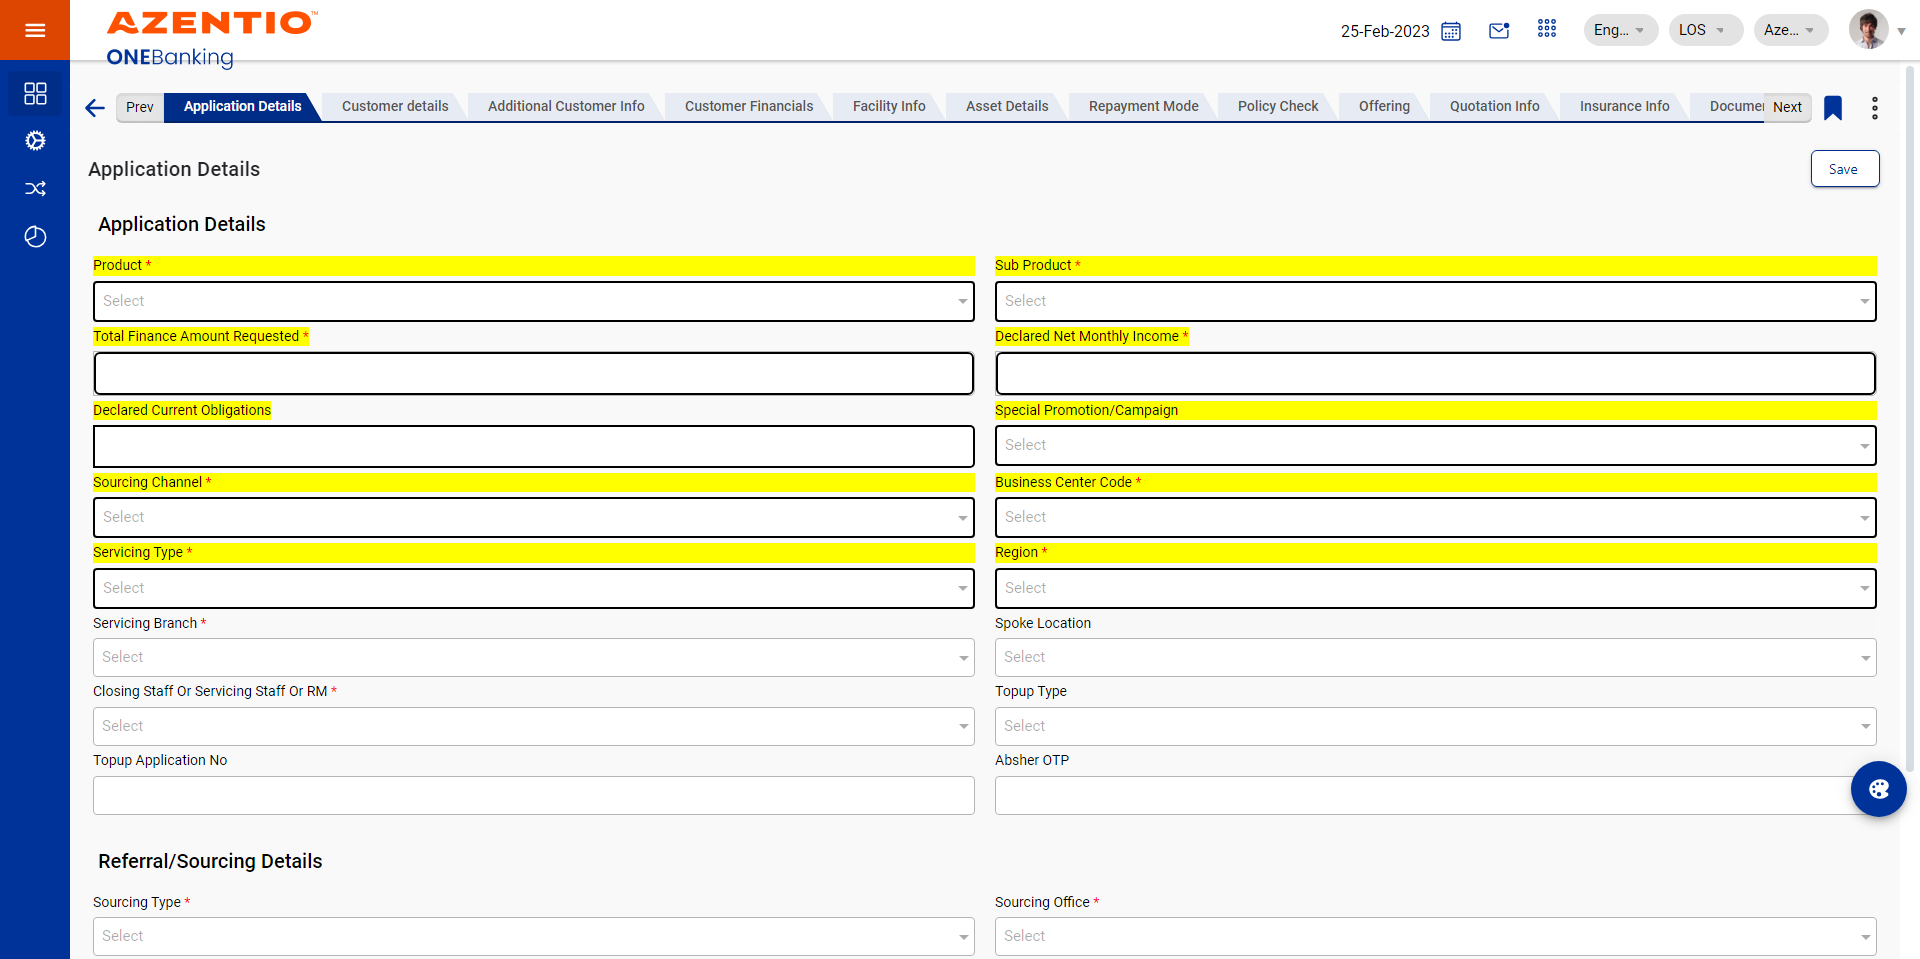 AZENTIO™
ONEBanking
25-Feb-2023
Eng...
LOS
Aze...
Prev
Application Details
Customer details
Additional Customer Info
Customer Financials
Facility Info
Asset Details
Repayment Mode
Policy Check
Offering
Quotation Info
Insurance Info
Documen
Next
Application Details
Save
Application Details
Product *
Sub Product *
Select
Select
Total Finance Amount Requested *
Declared Net Monthly Income *
Declared Current Obligations
Special Promotion/Campaign
Select
Sourcing Channel *
Business Center Code *
Select
Select
Servicing Type *
Region *
Select
Select
Servicing Branch *
Spoke Location
Select
Select
Closing Staff Or Servicing Staff Or RM *
Topup Type
Select
Select
Topup Application No
Absher OTP
Referral/Sourcing Details
Sourcing Type *
Sourcing Office *
Select
Select